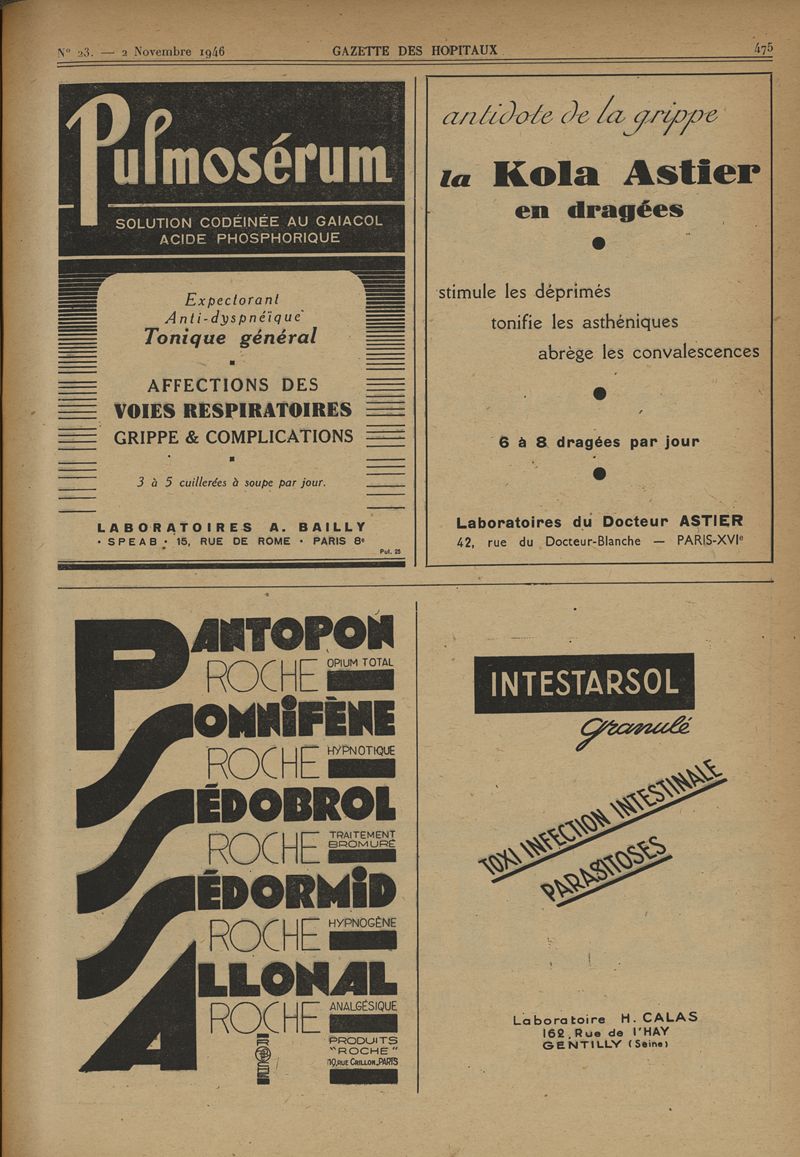 N° 23. — 2 Novembre 1946 GAZETTE DES HOPITAUX 475
Pulmosérum
SOLUTION CODÉINÉE AU GAIACOL
ACIDE PHOSPHORIQUE
Expectorant
Anti-dyspnéïque
Tonique général
AFFECTIONS DES
VOIES RESPIRATOIRES
GRIPPE & COMPLICATIONS
3 à 5 cuillerées à soupe par jour.
LABORATOIRES A. BAILLY
• SPEAB • 15, RUE DE ROME • PARIS 8e
Pul. 25
antidote de la grippe
la Kola Astier
en dragées
stimule les déprimés
tonifie les asthéniques
abrège les convalescences
6 à 8 dragées par jour
Laboratoires du Docteur ASTIER
42, rue du Docteur-Blanche — PARIS-XVIe
PANTOPON
ROCHE OPIUM TOTAL
SOMNIFÈNE
ROCHE HYPNOTIQUE
SÉDOBROL
ROCHE TRAITEMENT
BROMURÉ
SÉDORMID
ROCHE HYPNOGÈNE
ALLONAL
ROCHE ANALGÉSIQUE
PRODUITS
"ROCHE"
10, RUE CRILLON, PARIS
INTESTARSOL
granulé
TOXI INFECTION INTESTINALE
PARASITOSES
Laboratoire H. CALAS
162, Rue de l'HAY
GENTILLY (Seine)